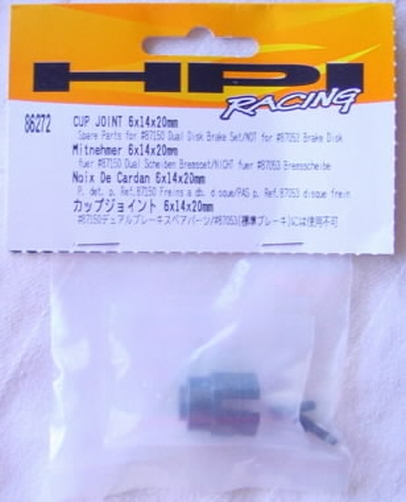 HPI
RACING
86272
CUP JOINT 6x14x20mm
Spare Parts for #87150 Dual Disk Brake Set/NOT for #87053 Brake Disk
Mitnehmer 6x14x20mm
fuer #87150 Dual Scheiben Bremsset/NICHT fuer #87053 Bremsscheibe
Noix De Cardan 6x14x20mm
P. det. p. Ref.87150 Freins a db. d sque/PAS p. Ref.87053 disque frein
カップジョイント 6x14x20mm
#87150デュアルブレーキスペアパーツ/#87053(標準ブレーキ)には使用不可